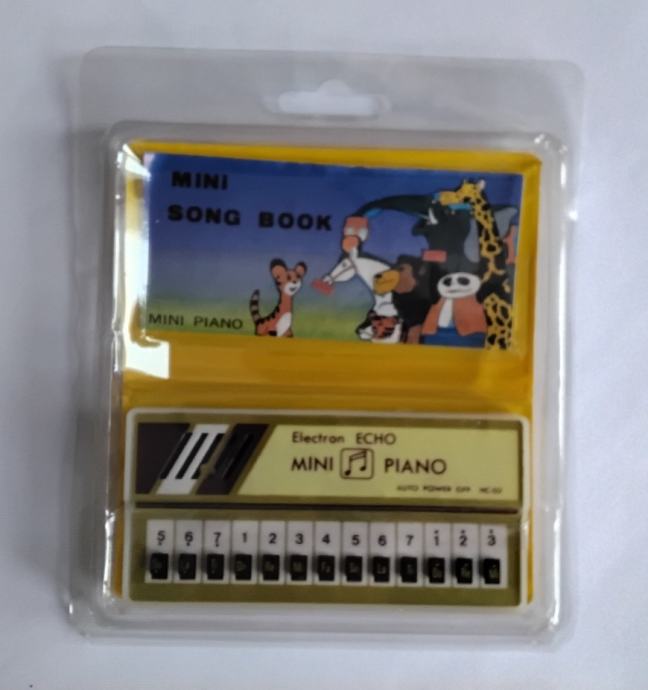 MINI
SONG BOOK
MINI PIANO
Electron ECHO
MINI PIANO
AUTO POWER OFF
5̣ 6̣ 7̣ 1 2 3 4 5 6 7 1̇ 2̇ 3̇